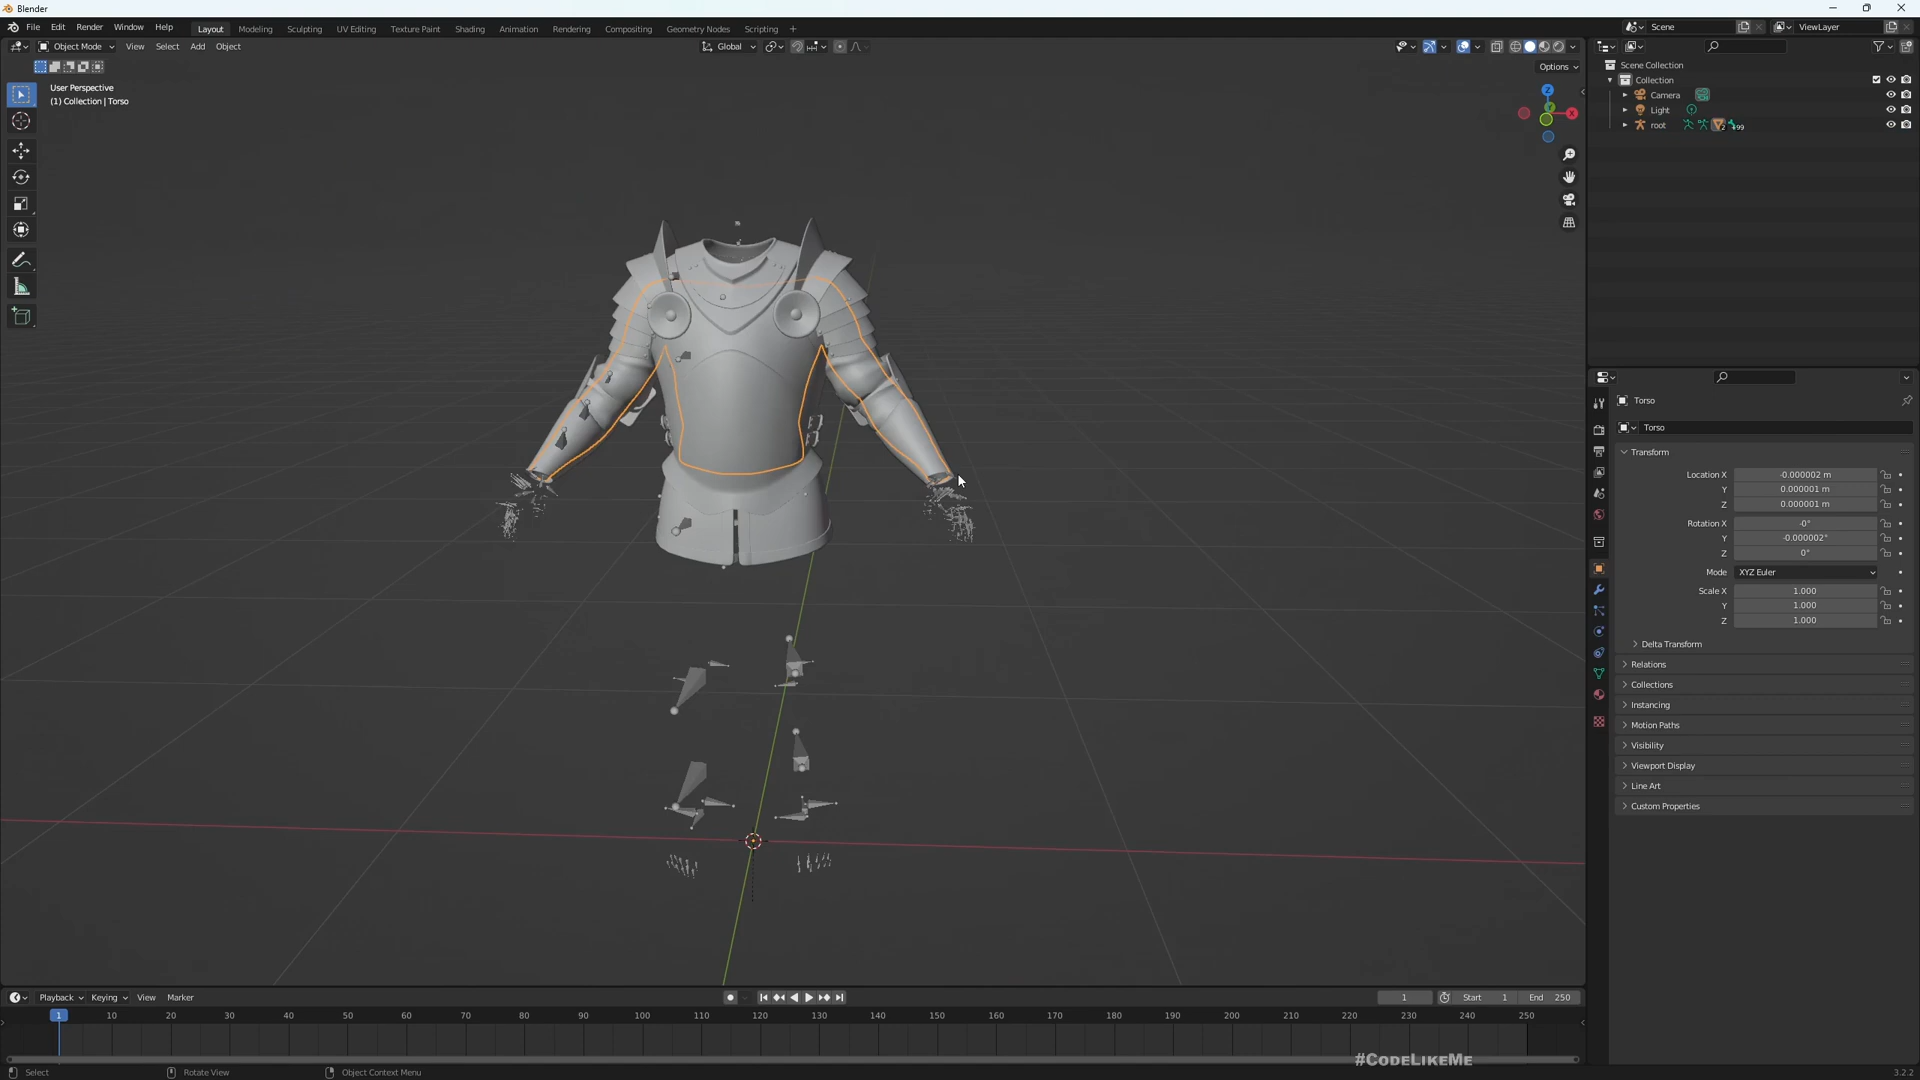 Blender
File Edit Render Window Help Layout Modeling Sculpting UV Editing Texture Paint Shading Animation Rendering Compositing Geometry Nodes Scripting + Scene ViewLayer
Object Mode View Select Add Object Global
Options
User Perspective
(1) Collection | Torso
Z
Y
X
Scene Collection
Collection
Camera
Light
root 2 99
Torso
Torso
Transform
Location X -0.000002 m
Y 0.000001 m
Z 0.000001 m
Rotation X -0°
Y -0.000002°
Z 0°
Mode XYZ Euler
Scale X 1.000
Y 1.000
Z 1.000
Delta Transform
Relations
Collections
Instancing
Motion Paths
Visibility
Viewport Display
Line Art
Custom Properties
Playback Keying View Marker 1 Start 1 End 250
1 10 20 30 40 50 60 70 80 90 100 110 120 130 140 150 160 170 180 190 200 210 220 230 240 250
#CodeLikeMe
Select Rotate View Object Context Menu 3.2.2